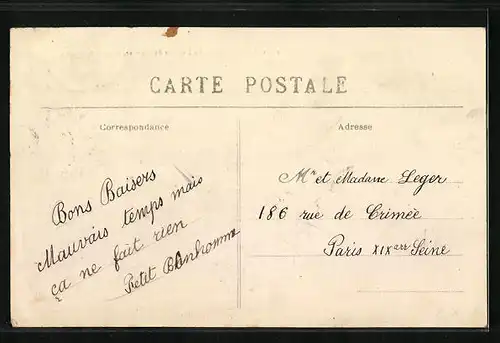 CARTE POSTALE
Correspondance
Bons Baisers
Mauvais temps mais
ça ne fait rien
Petit Bonhomme
Adresse
Mr et Madame Leger
186 rue de Crimée
Paris XIXarr Seine